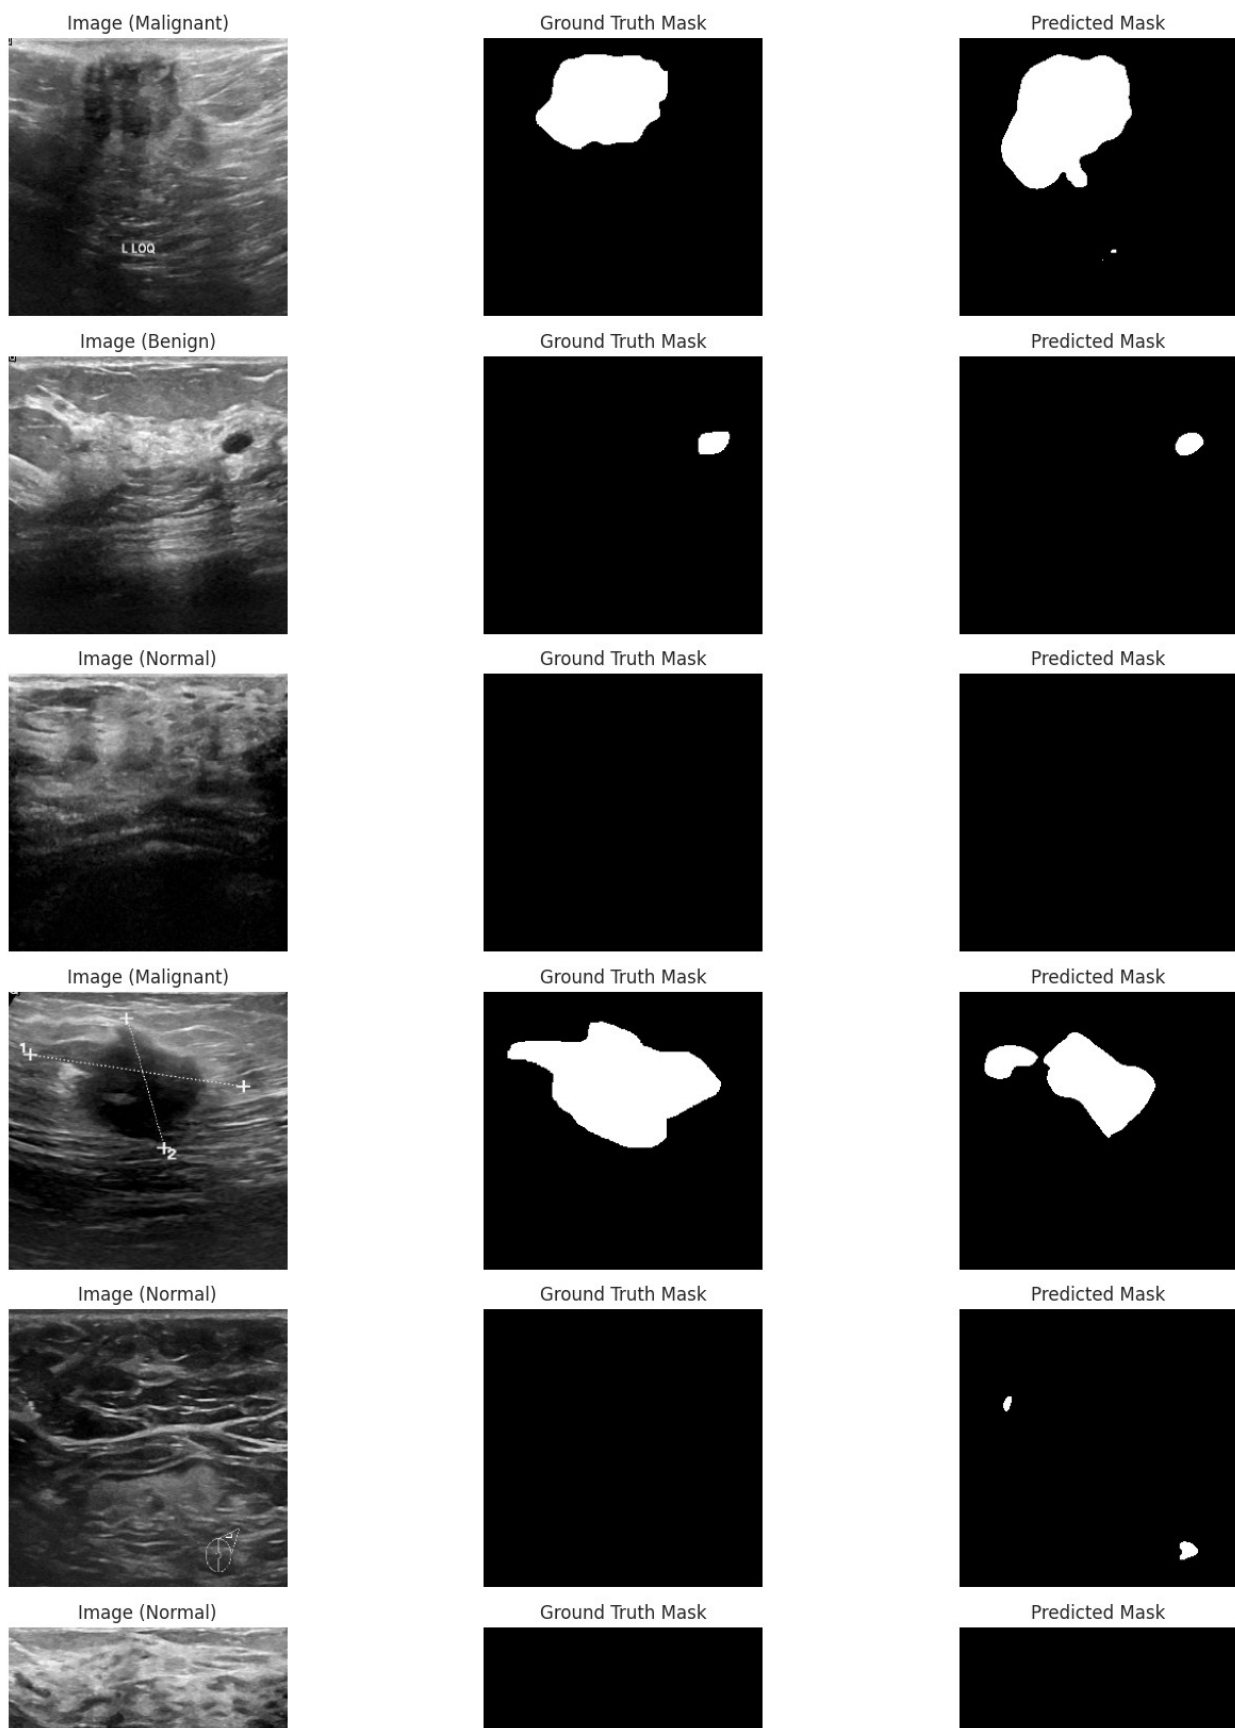 Image (Malignant) Ground Truth Mask Predicted Mask
L LOQ
Image (Benign) Ground Truth Mask Predicted Mask
Image (Normal) Ground Truth Mask Predicted Mask
Image (Malignant) Ground Truth Mask Predicted Mask
1
2
Image (Normal) Ground Truth Mask Predicted Mask
Image (Normal) Ground Truth Mask Predicted Mask